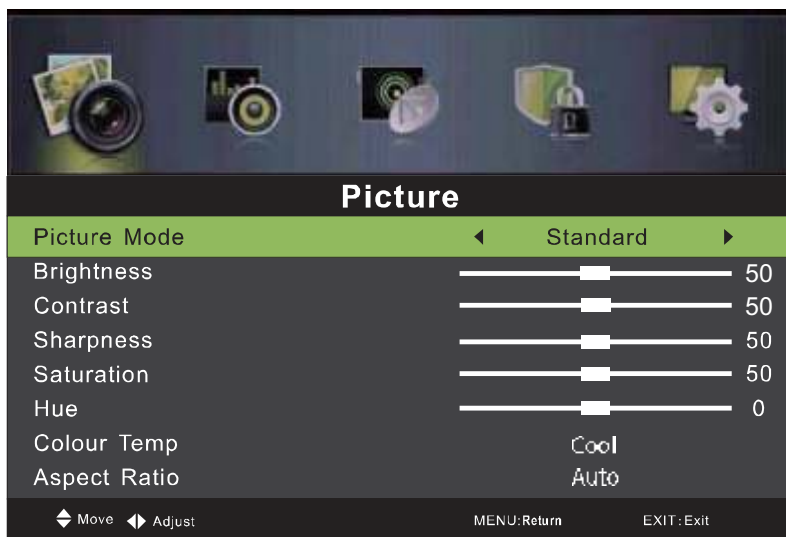 Picture
Picture Mode Standard
Brightness 50
Contrast 50
Sharpness 50
Saturation 50
Hue 0
Colour Temp Cool
Aspect Ratio Auto
Move Adjust MENU:Return EXIT:Exit